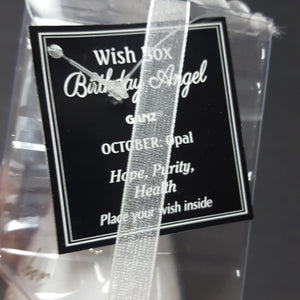 Wish Box
Birthday Angel
GANZ
OCTOBER: Opal
Hope, Purity,
Health
Place your wish inside